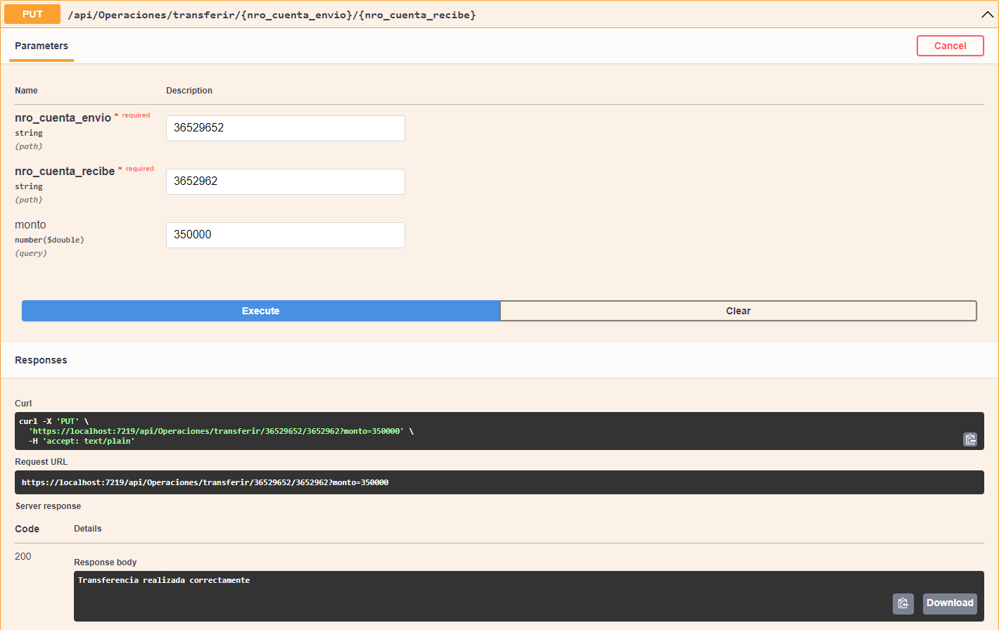 PUT /api/Operaciones/transferir/{nro_cuenta_envio}/{nro_cuenta_recibe}
Parameters
Cancel
Name Description
nro_cuenta_envio * required
string
(path)
36529652
nro_cuenta_recibe * required
string
(path)
3652962
monto
number($double)
(query)
350000
Execute Clear
Responses
Curl
curl -X 'PUT' \
'https://localhost:7219/api/Operaciones/transferir/36529652/3652962?monto=350000' \
-H 'accept: text/plain'
Request URL
https://localhost:7219/api/Operaciones/transferir/36529652/3652962?monto=350000
Server response
Code Details
200
Response body
Transferencia realizada correctamente
Download